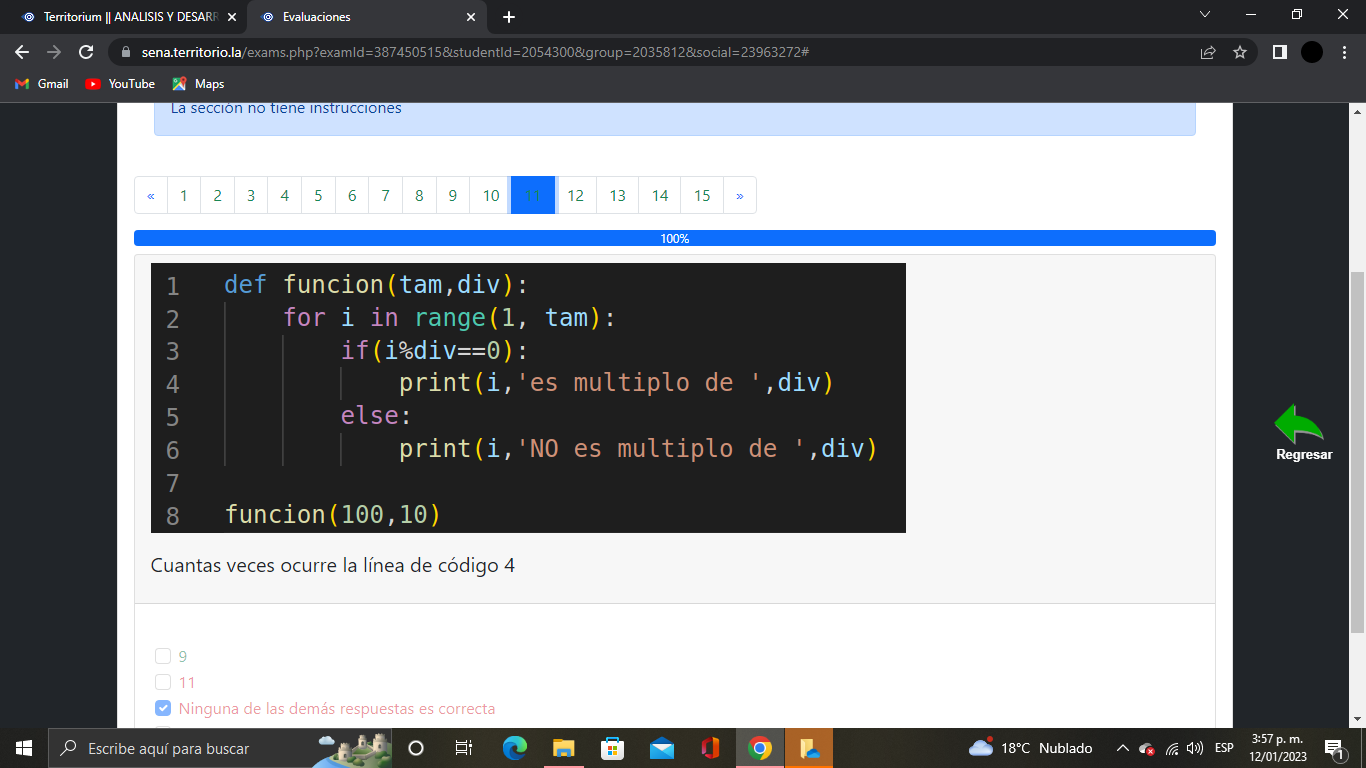 Territorium || ANALISIS Y DESARR
Evaluaciones
sena.territorio.la/exams.php?examId=387450515&studentId=2054300&group=2035812&social=23963272#
Gmail YouTube Maps
La sección no tiene instrucciones
« 1 2 3 4 5 6 7 8 9 10 11 12 13 14 15 »
100%
1 def funcion(tam,div):
2 for i in range(1, tam):
3 if(i%div==0):
4 print(i,'es multiplo de ',div)
5 else:
6 print(i,'NO es multiplo de ',div)
7
8 funcion(100,10)
Regresar
Cuantas veces ocurre la línea de código 4
9
11
Ninguna de las demás respuestas es correcta
Escribe aquí para buscar
18°C Nublado
ESP
3:57 p. m.
12/01/2023
1